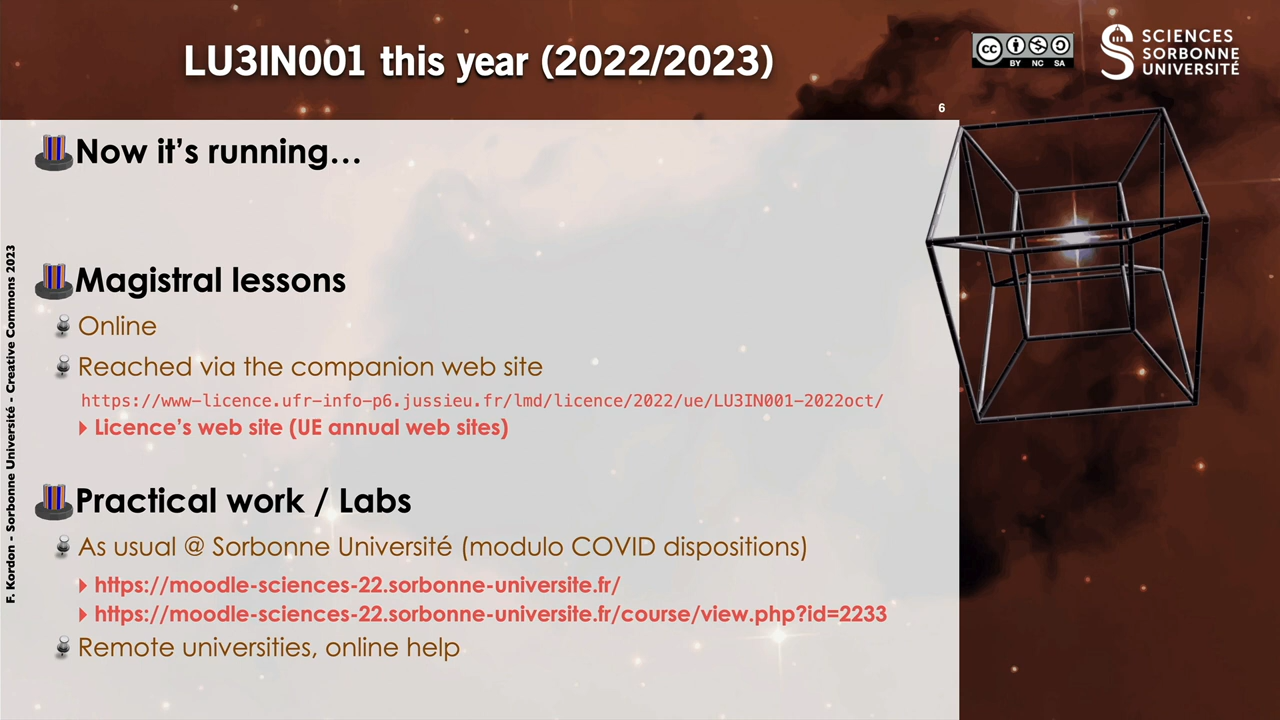 LU3IN001 this year (2022/2023)
cc BY NC SA
SCIENCES
SORBONNE
UNIVERSITÉ
6
Now it’s running…
Magistral lessons
Online
Reached via the companion web site
https://www-licence.ufr-info-p6.jussieu.fr/lmd/licence/2022/ue/LU3IN001-2022oct/
Licence’s web site (UE annual web sites)
Practical work / Labs
As usual @ Sorbonne Université (modulo COVID dispositions)
https://moodle-sciences-22.sorbonne-universite.fr/
https://moodle-sciences-22.sorbonne-universite.fr/course/view.php?id=2233
Remote universities, online help
F. Kordon - Sorbonne Université - Creative Commons 2023